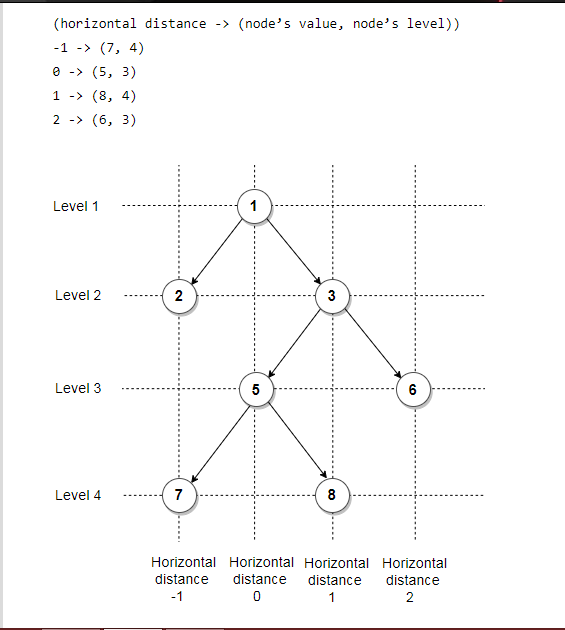 (horizontal distance -> (node’s value, node’s level))
-1 -> (7, 4)
0 -> (5, 3)
1 -> (8, 4)
2 -> (6, 3)
Level 1
1
Level 2
2
3
Level 3
5
6
Level 4
7
8
Horizontal distance -1
Horizontal distance 0
Horizontal distance 1
Horizontal distance 2